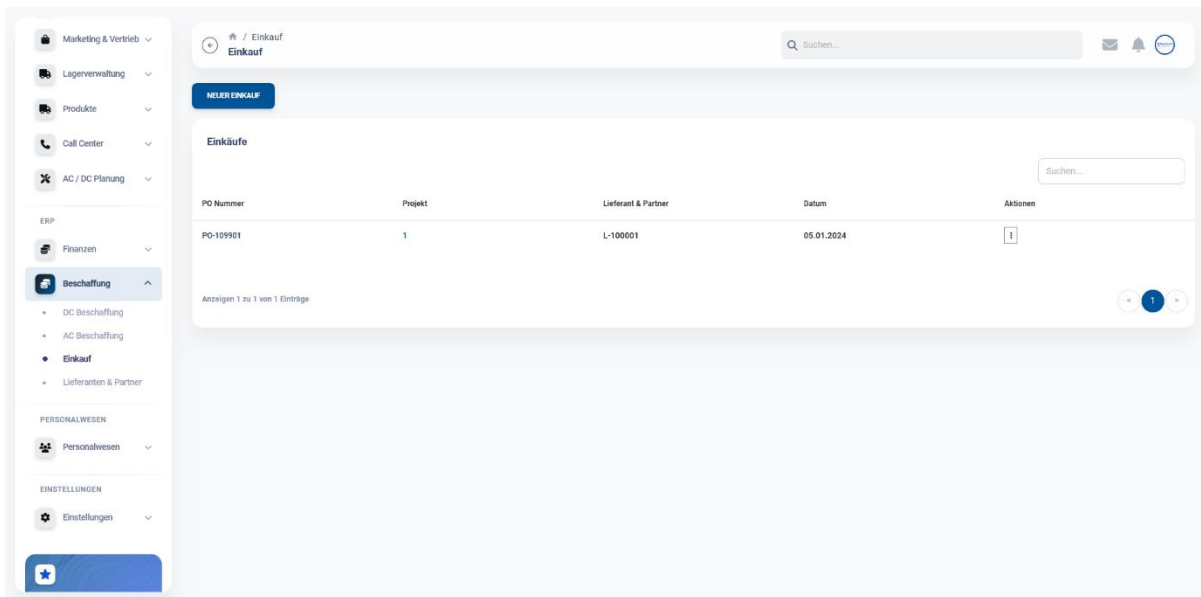 Marketing & Vertrieb
Lagerverwaltung
Produkte
Call Center
AC / DC Planung
ERP
Finanzen
Beschaffung
DC Beschaffung
AC Beschaffung
Einkauf
Lieferanten & Partner
PERSONALWESEN
Personalwesen
EINSTELLUNGEN
Einstellungen
/ Einkauf
Einkauf
Suchen...
NEUER EINKAUF
Einkäufe
Suchen...
PO Nummer Projekt Lieferant & Partner Datum Aktionen
PO-109901 1 L-100001 05.01.2024
Anzeigen 1 zu 1 von 1 Einträge
< 1 >